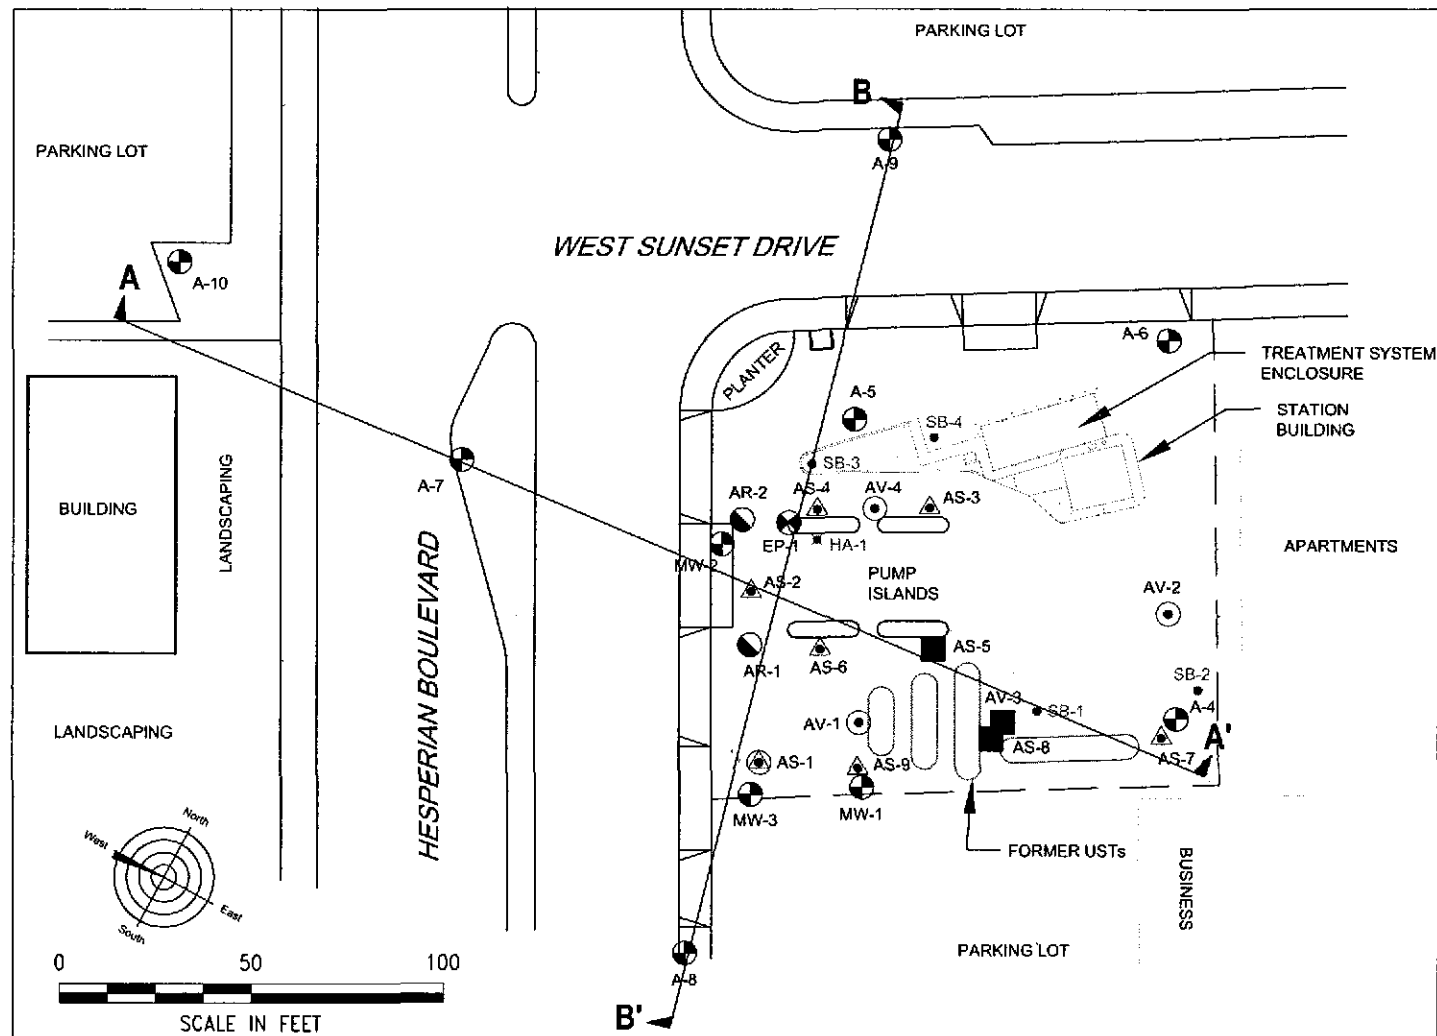 PARKING LOT
B
PARKING LOT
A-9
WEST SUNSET DRIVE
A
A-10
A-6
TREATMENT SYSTEM
ENCLOSURE
PLANTER
A-5
STATION
BUILDING
SB-4
SB-3
A-7
LANDSCAPING
BUILDING
AR-2
AS-4
AV-4
AS-3
EP-1
HA-1
MW-2
APARTMENTS
HESPERIAN BOULEVARD
AS-2
PUMP
ISLANDS
AV-2
AR-1
AS-6
AS-5
SB-2
AV-3
SB-1
A-4
LANDSCAPING
AV-1
AS-8
A'
AS-7
AS-1
AS-9
MW-3
MW-1
North
West
East
South
FORMER USTs
BUSINESS
PARKING LOT
A-8
B'
0 50 100
SCALE IN FEET